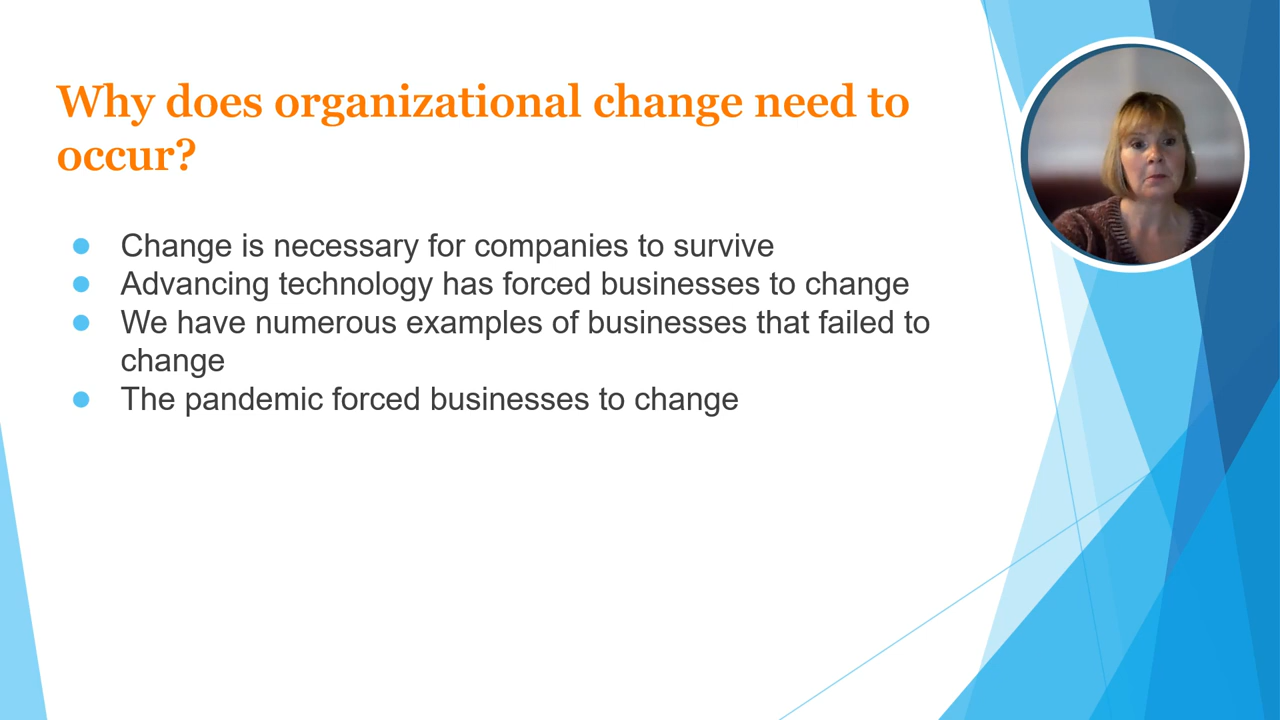 Why does organizational change need to
occur?
Change is necessary for companies to survive
Advancing technology has forced businesses to change
We have numerous examples of businesses that failed to
change
The pandemic forced businesses to change